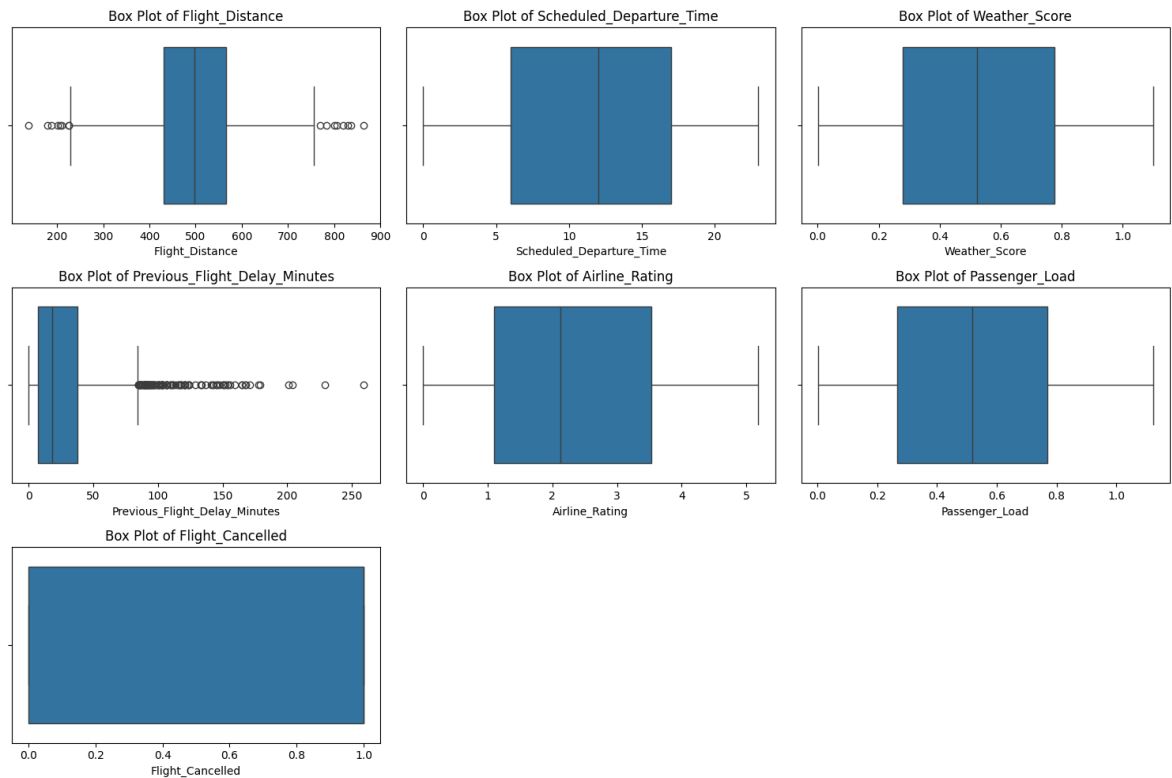 Box Plot of Flight_Distance
200 300 400 500 600 700 800 900
Flight_Distance
Box Plot of Scheduled_Departure_Time
0 5 10 15 20
Scheduled_Departure_Time
Box Plot of Weather_Score
0.0 0.2 0.4 0.6 0.8 1.0
Weather_Score
Box Plot of Previous_Flight_Delay_Minutes
0 50 100 150 200 250
Previous_Flight_Delay_Minutes
Box Plot of Airline_Rating
0 1 2 3 4 5
Airline_Rating
Box Plot of Passenger_Load
0.0 0.2 0.4 0.6 0.8 1.0
Passenger_Load
Box Plot of Flight_Cancelled
0.0 0.2 0.4 0.6 0.8 1.0
Flight_Cancelled